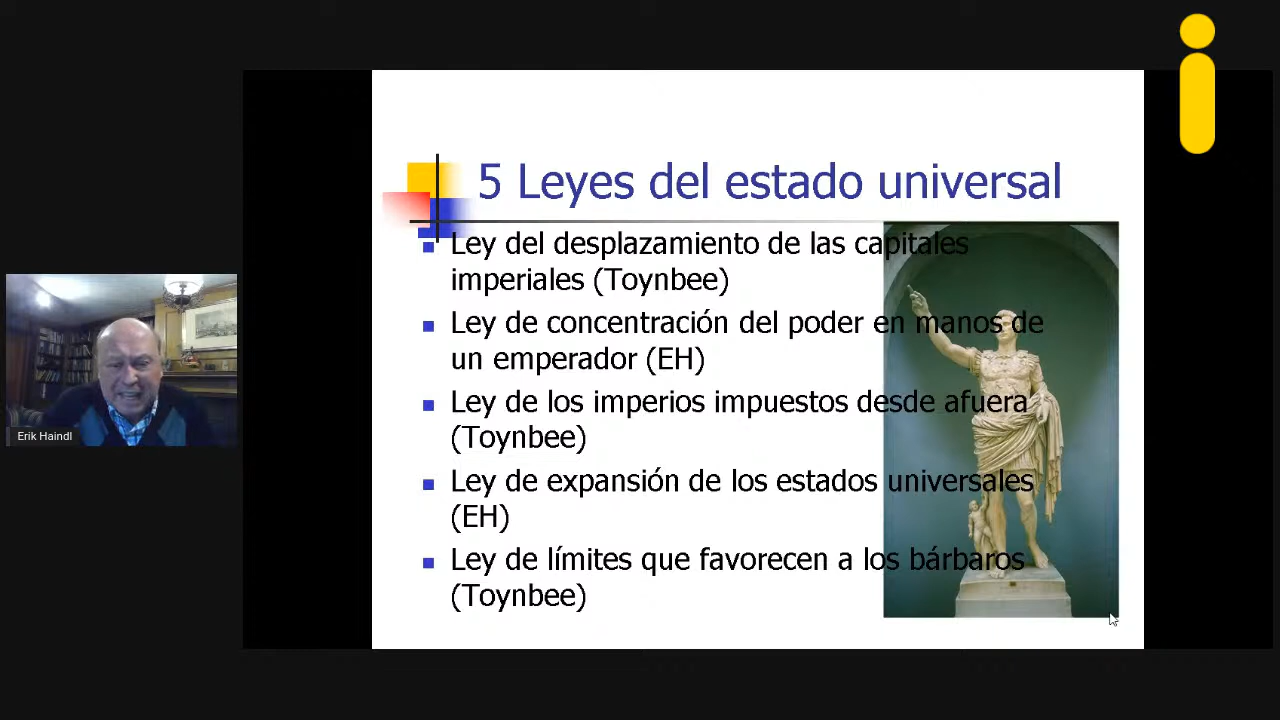 5 Leyes del estado universal
Ley del desplazamiento de las capitales
imperiales (Toynbee)
Ley de concentración del poder en manos de
un emperador (EH)
Ley de los imperios impuestos desde afuera
(Toynbee)
Ley de expansión de los estados universales
(EH)
Ley de límites que favorecen a los bárbaros
(Toynbee)
Erik Haindl